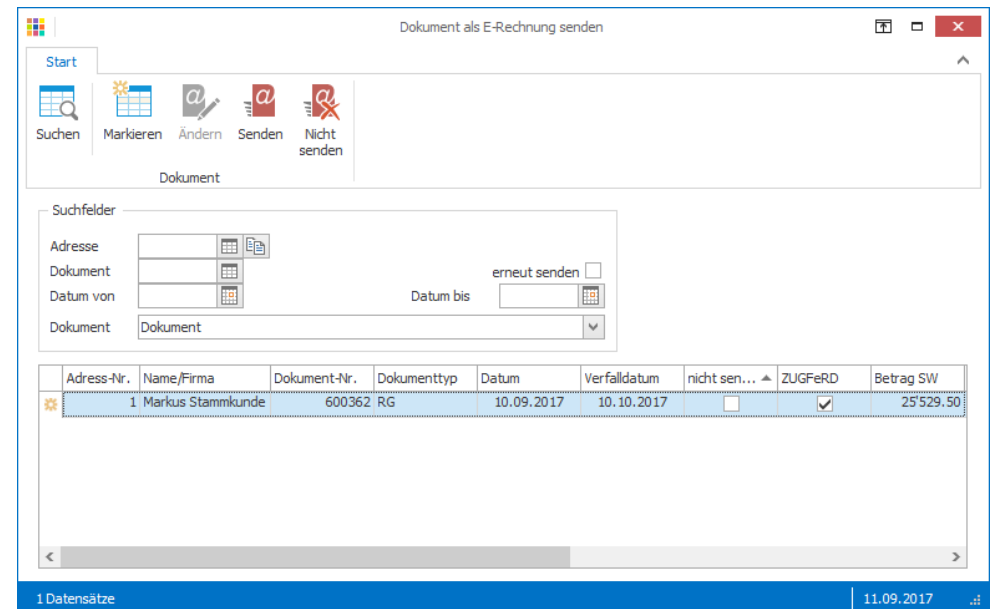 Dokument als E-Rechnung senden
Start
Suchen Markieren Ändern Senden Nicht senden
Dokument
Suchfelder
Adresse
Dokument erneut senden
Datum von Datum bis
Dokument Dokument
Adress-Nr. Name/Firma Dokument-Nr. Dokumenttyp Datum Verfalldatum nicht sen... ZUGFeRD Betrag SW
1 Markus Stammkunde 600362 RG 10.09.2017 10.10.2017 25'529.50
1 Datensätze 11.09.2017